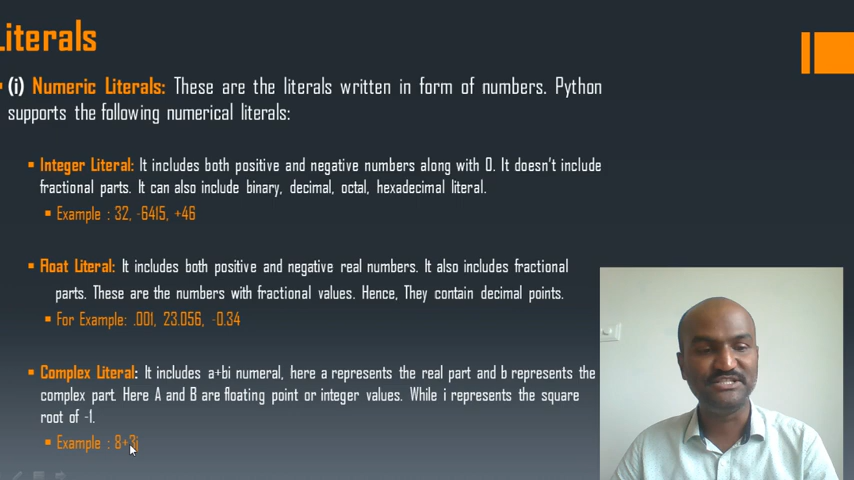 Literals
(i) Numeric Literals: These are the literals written in form of numbers. Python
supports the following numerical literals:
Integer Literal: It includes both positive and negative numbers along with 0. It doesn't include
fractional parts. It can also include binary, decimal, octal, hexadecimal literal.
Example : 32, -6415, +46
Float Literal: It includes both positive and negative real numbers. It also includes fractional
parts. These are the numbers with fractional values. Hence, They contain decimal points.
For Example: .001, 23.056, -0.34
Complex Literal: It includes a+bi numeral, here a represents the real part and b represents the
complex part. Here A and B are floating point or integer values. While i represents the square
root of -1.
Example : 8+3i